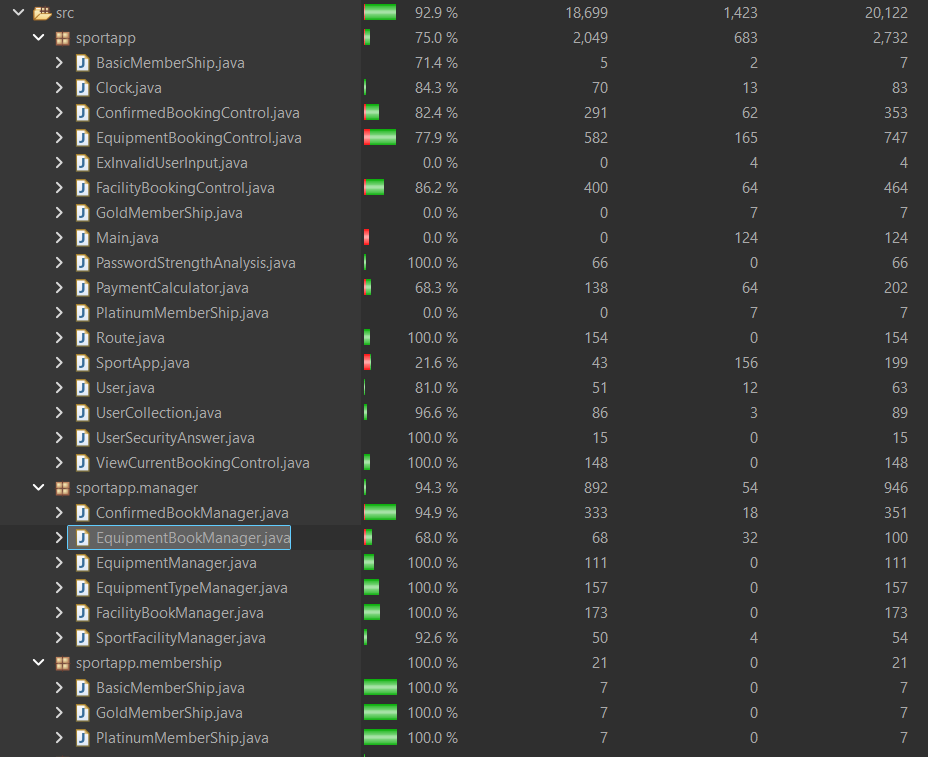 src 92.9 % 18,699 1,423 20,122
sportapp 75.0 % 2,049 683 2,732
BasicMemberShip.java 71.4 % 5 2 7
Clock.java 84.3 % 70 13 83
ConfirmedBookingControl.java 82.4 % 291 62 353
EquipmentBookingControl.java 77.9 % 582 165 747
ExInvalidUserInput.java 0.0 % 0 4 4
FacilityBookingControl.java 86.2 % 400 64 464
GoldMemberShip.java 0.0 % 0 7 7
Main.java 0.0 % 0 124 124
PasswordStrengthAnalysis.java 100.0 % 66 0 66
PaymentCalculator.java 68.3 % 138 64 202
PlatinumMemberShip.java 0.0 % 0 7 7
Route.java 100.0 % 154 0 154
SportApp.java 21.6 % 43 156 199
User.java 81.0 % 51 12 63
UserCollection.java 96.6 % 86 3 89
UserSecurityAnswer.java 100.0 % 15 0 15
ViewCurrentBookingControl.java 100.0 % 148 0 148
sportapp.manager 94.3 % 892 54 946
ConfirmedBookManager.java 94.9 % 333 18 351
EquipmentBookManager.java 68.0 % 68 32 100
EquipmentManager.java 100.0 % 111 0 111
EquipmentTypeManager.java 100.0 % 157 0 157
FacilityBookManager.java 100.0 % 173 0 173
SportFacilityManager.java 92.6 % 50 4 54
sportapp.membership 100.0 % 21 0 21
BasicMemberShip.java 100.0 % 7 0 7
GoldMemberShip.java 100.0 % 7 0 7
PlatinumMemberShip.java 100.0 % 7 0 7